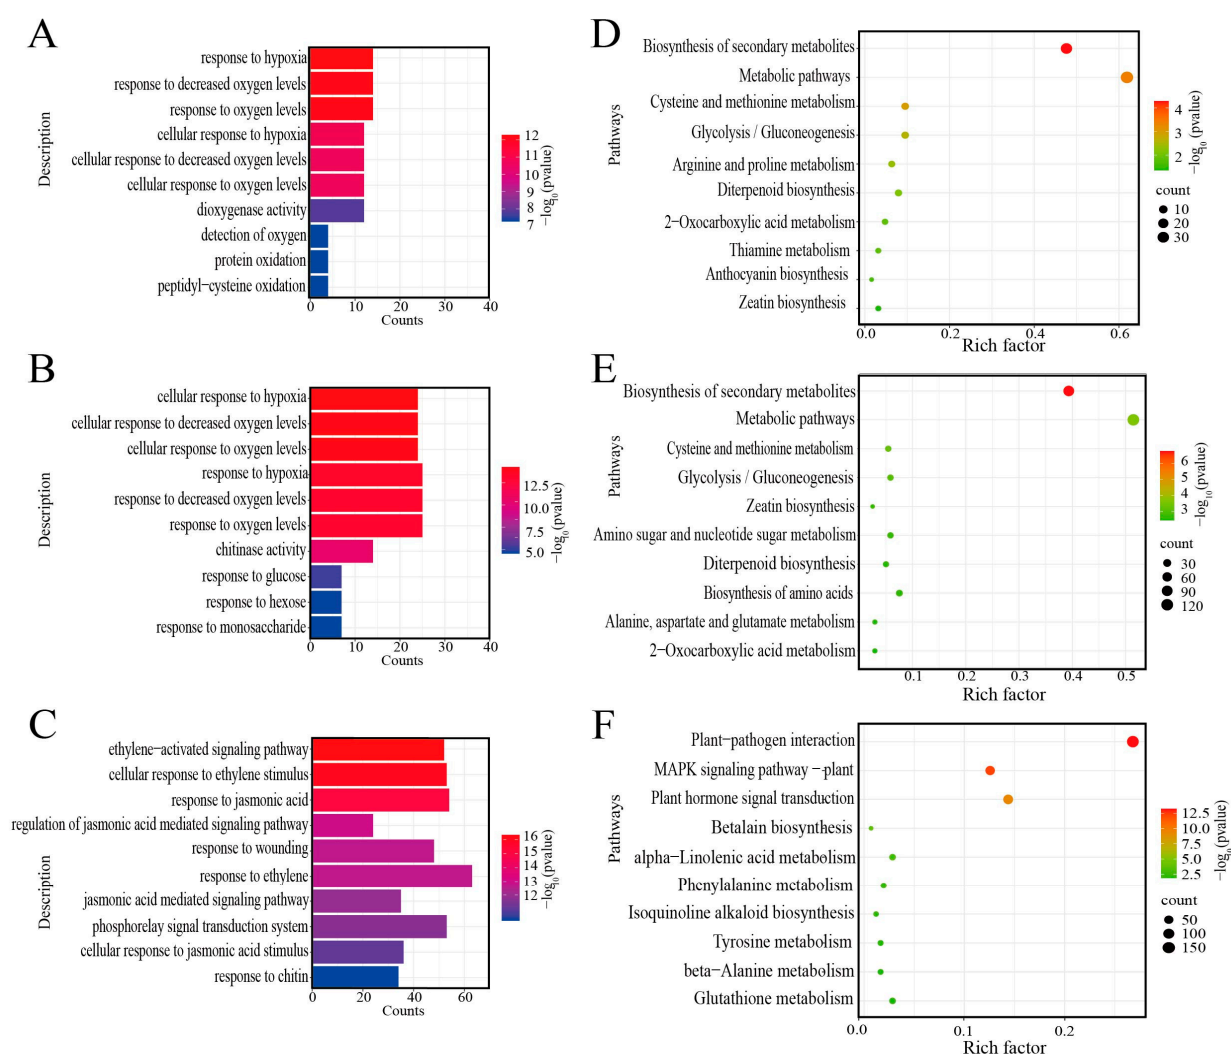 A
response to hypoxia
response to decreased oxygen levels
response to oxygen levels
cellular response to hypoxia
cellular response to decreased oxygen levels
cellular response to oxygen levels
dioxygenase activity
detection of oxygen
protein oxidation
peptidyl−cysteine oxidation
Description
0 10 20 30 40
Counts
12
11
10
9
8
7
−log10(pvalue)
B
cellular response to hypoxia
cellular response to decreased oxygen levels
cellular response to oxygen levels
response to hypoxia
response to decreased oxygen levels
response to oxygen levels
chitinase activity
response to glucose
response to hexose
response to monosaccharide
Description
0 10 20 30 40
Counts
12.5
10.0
7.5
5.0
−log10(pvalue)
C
ethylene−activated signaling pathway
cellular response to ethylene stimulus
response to jasmonic acid
regulation of jasmonic acid mediated signaling pathway
response to wounding
response to ethylene
jasmonic acid mediated signaling pathway
phosphorelay signal transduction system
cellular response to jasmonic acid stimulus
response to chitin
Description
0 20 40 60
Counts
16
15
14
13
12
−log10(pvalue)
D
Biosynthesis of secondary metabolites
Metabolic pathways
Cysteine and methionine metabolism
Glycolysis / Gluconeogenesis
Arginine and proline metabolism
Diterpenoid biosynthesis
2−Oxocarboxylic acid metabolism
Thiamine metabolism
Anthocyanin biosynthesis
Zeatin biosynthesis
Pathways
0.0 0.2 0.4 0.6
Rich factor
4
3
2
−log10(pvalue)
count
10
20
30
E
Biosynthesis of secondary metabolites
Metabolic pathways
Cysteine and methionine metabolism
Glycolysis / Gluconeogenesis
Zeatin biosynthesis
Amino sugar and nucleotide sugar metabolism
Diterpenoid biosynthesis
Biosynthesis of amino acids
Alanine, aspartate and glutamate metabolism
2−Oxocarboxylic acid metabolism
Pathways
0.1 0.2 0.3 0.4 0.5
Rich factor
6
5
4
3
−log10(pvalue)
count
30
60
90
120
F
Plant−pathogen interaction
MAPK signaling pathway −plant
Plant hormone signal transduction
Betalain biosynthesis
alpha−Linolenic acid metabolism
Phenylalanine metabolism
Isoquinoline alkaloid biosynthesis
Tyrosine metabolism
beta−Alanine metabolism
Glutathione metabolism
Pathways
0.0 0.1 0.2
Rich factor
12.5
10.0
7.5
5.0
2.5
−log10(pvalue)
count
50
100
150